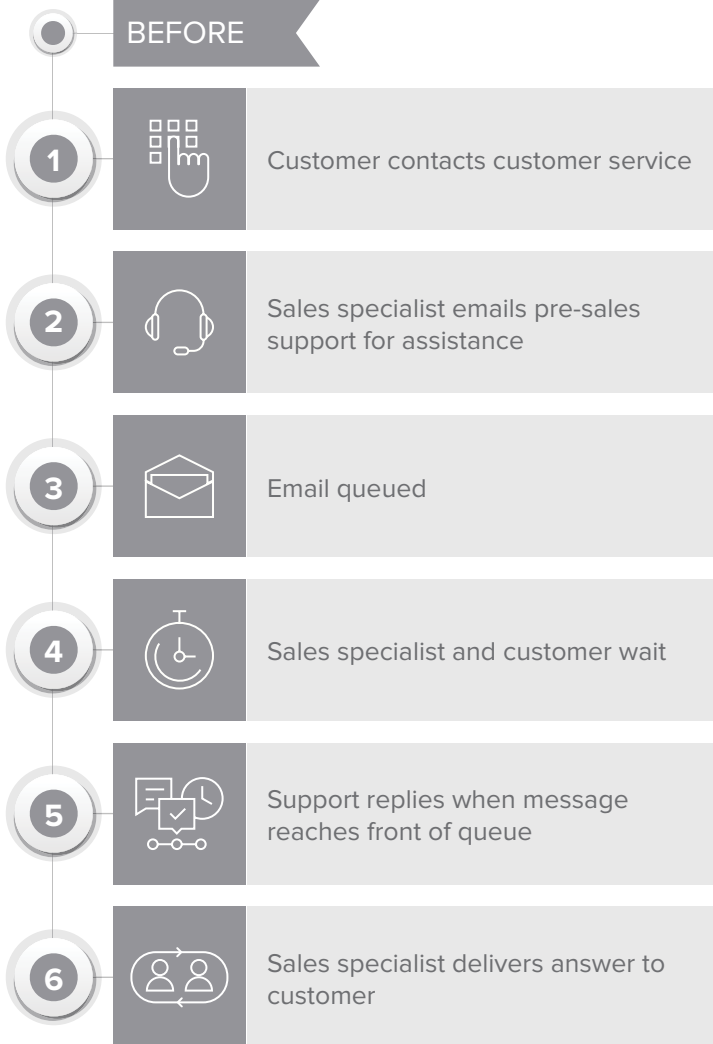 BEFORE
1
Customer contacts customer service
2
Sales specialist emails pre-sales
support for assistance
3
Email queued
4
Sales specialist and customer wait
5
Support replies when message
reaches front of queue
6
Sales specialist delivers answer to
customer